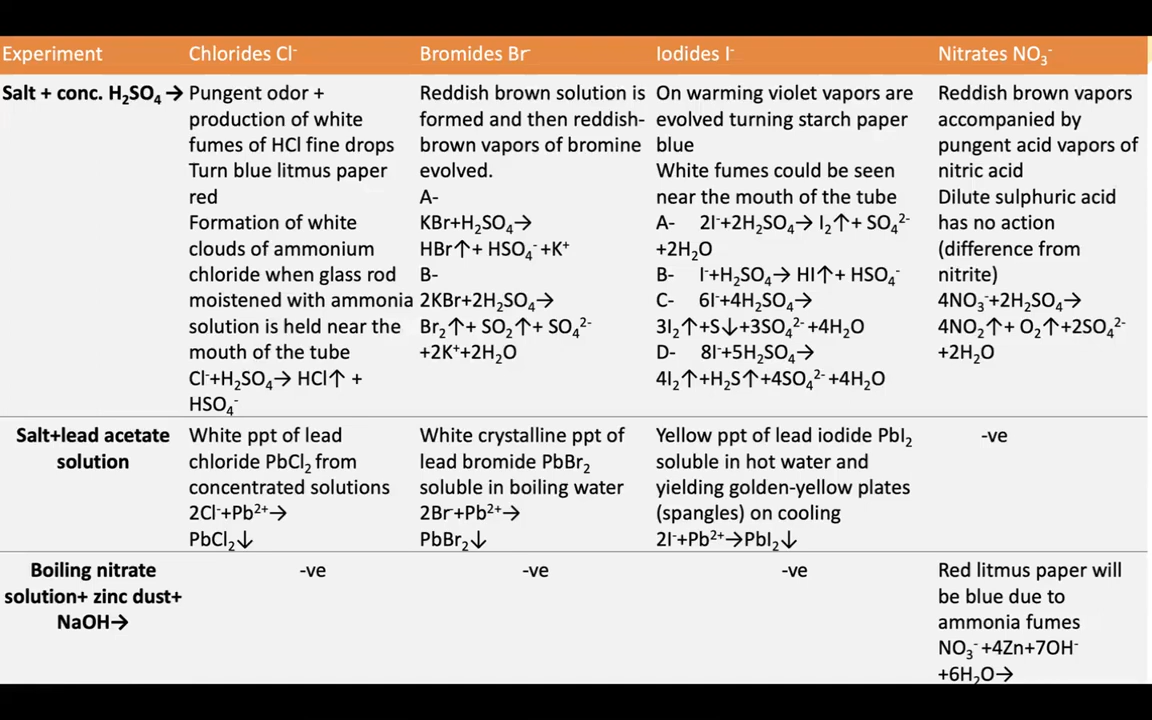 Experiment
Chlorides Cl⁻
Bromides Br⁻
Iodides I⁻
Nitrates NO₃⁻
Salt + conc. H₂SO₄→
Pungent odor +
production of white
fumes of HCl fine drops
Turn blue litmus paper
red
Formation of white
clouds of ammonium
chloride when glass rod
moistened with ammonia
solution is held near the
mouth of the tube
Cl⁻+H₂SO₄→ HCl↑ +
HSO₄⁻
Reddish brown solution is
formed and then reddish-
brown vapors of bromine
evolved.
A-
KBr+H₂SO₄→
HBr↑+ HSO₄⁻ +K⁺
B-
2KBr+2H₂SO₄→
Br₂↑+ SO₂↑+ SO₄²⁻
+2K⁺+2H₂O
On warming violet vapors are
evolved turning starch paper
blue
White fumes could be seen
near the mouth of the tube
A- 2I⁻+2H₂SO₄→ I₂↑+ SO₄²⁻
+2H₂O
B- I⁻+H₂SO₄→ HI↑+ HSO₄⁻
C- 6I⁻+4H₂SO₄→
3I₂↑+S↓+3SO₄²⁻ +4H₂O
D- 8I⁻+5H₂SO₄→
4I₂↑+H₂S↑+4SO₄²⁻ +4H₂O
Reddish brown vapors
accompanied by
pungent acid vapors of
nitric acid
Dilute sulphuric acid
has no action
(difference from
nitrite)
4NO₃⁻+2H₂SO₄→
4NO₂↑+ O₂↑+2SO₄²⁻
+2H₂O
Salt+lead acetate
solution
White ppt of lead
chloride PbCl₂ from
concentrated solutions
2Cl⁻+Pb²⁺→
PbCl₂↓
White crystalline ppt of
lead bromide PbBr₂
soluble in boiling water
2Br⁻+Pb²⁺→
PbBr₂↓
Yellow ppt of lead iodide PbI₂
soluble in hot water and
yielding golden-yellow plates
(spangles) on cooling
2I⁻+Pb²⁺→PbI₂↓
-ve
Boiling nitrate
solution+ zinc dust+
NaOH→
-ve
-ve
-ve
Red litmus paper will
be blue due to
ammonia fumes
NO₃⁻ +4Zn+7OH⁻
+6H₂O→